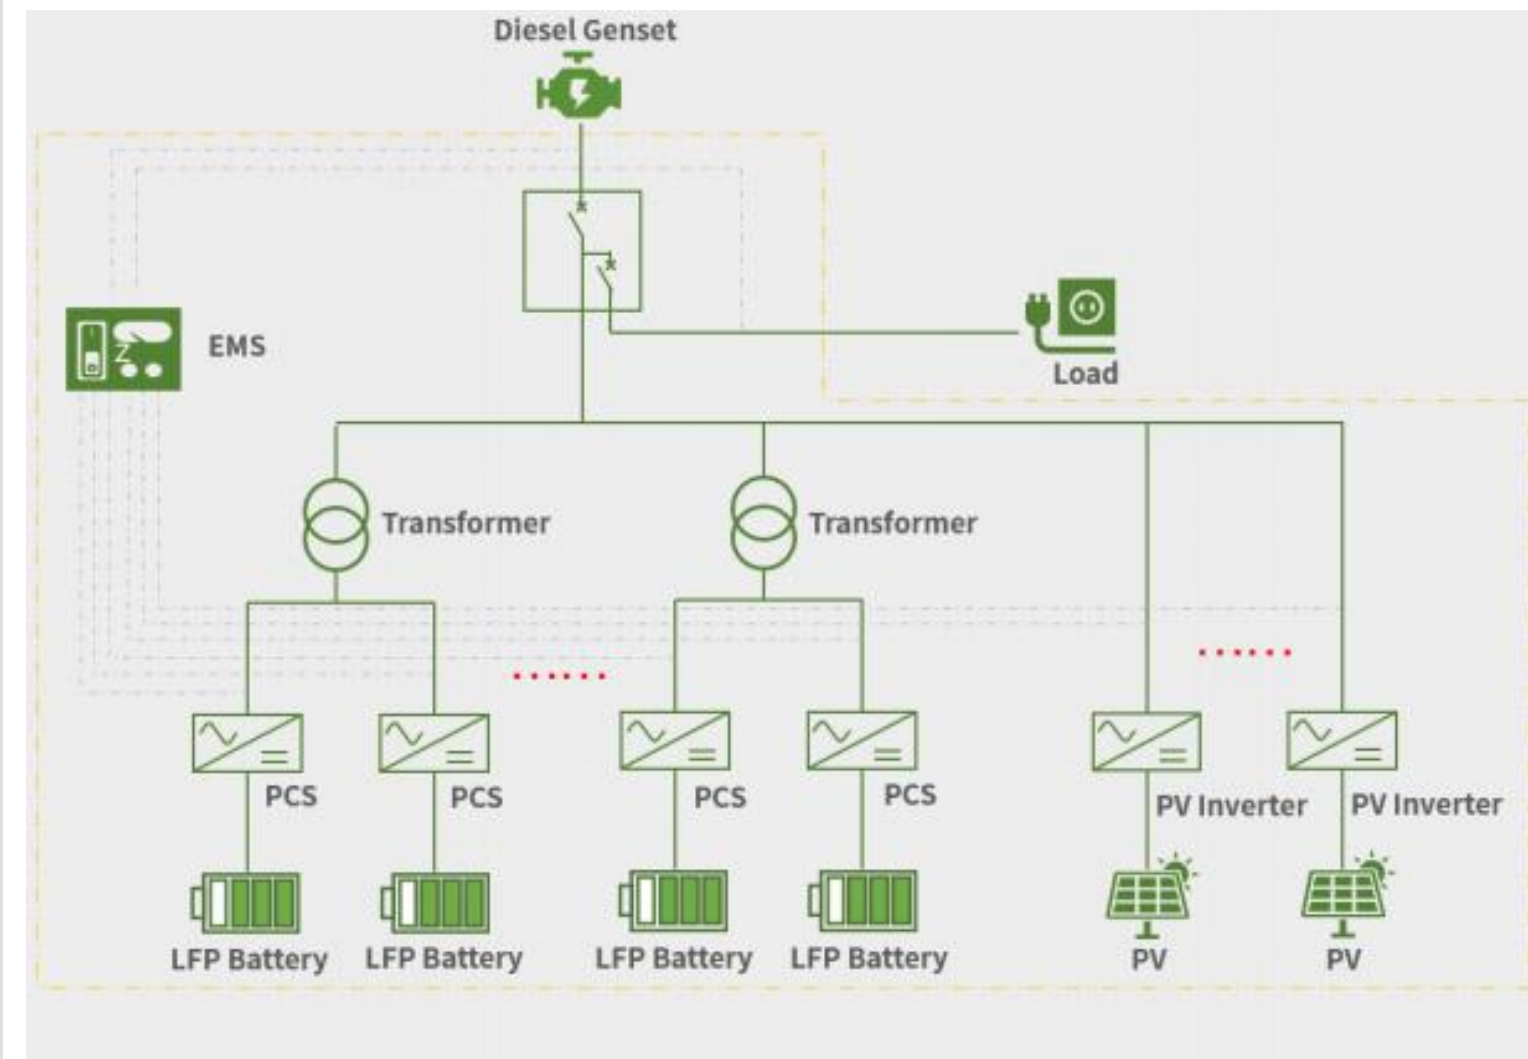 Diesel Genset
EMS
Load
Transformer
Transformer
PCS
PCS
PCS
PCS
PV Inverter
PV Inverter
LFP Battery
LFP Battery
LFP Battery
LFP Battery
PV
PV